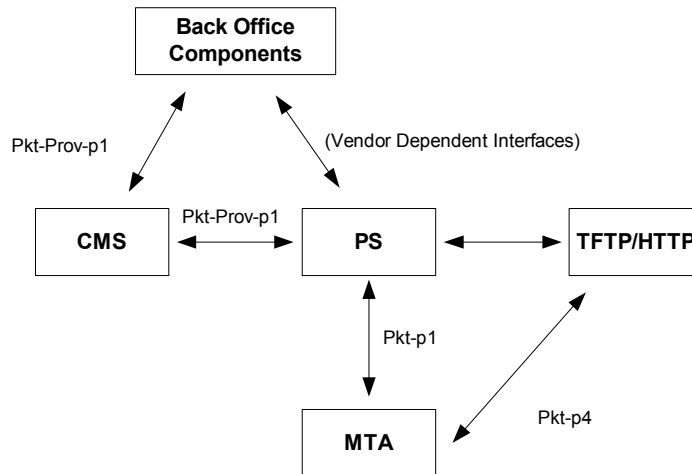 Back Office
Components
Pkt-Prov-p1
(Vendor Dependent Interfaces)
CMS
Pkt-Prov-p1
PS
TFTP/HTTP
Pkt-p1
Pkt-p4
MTA